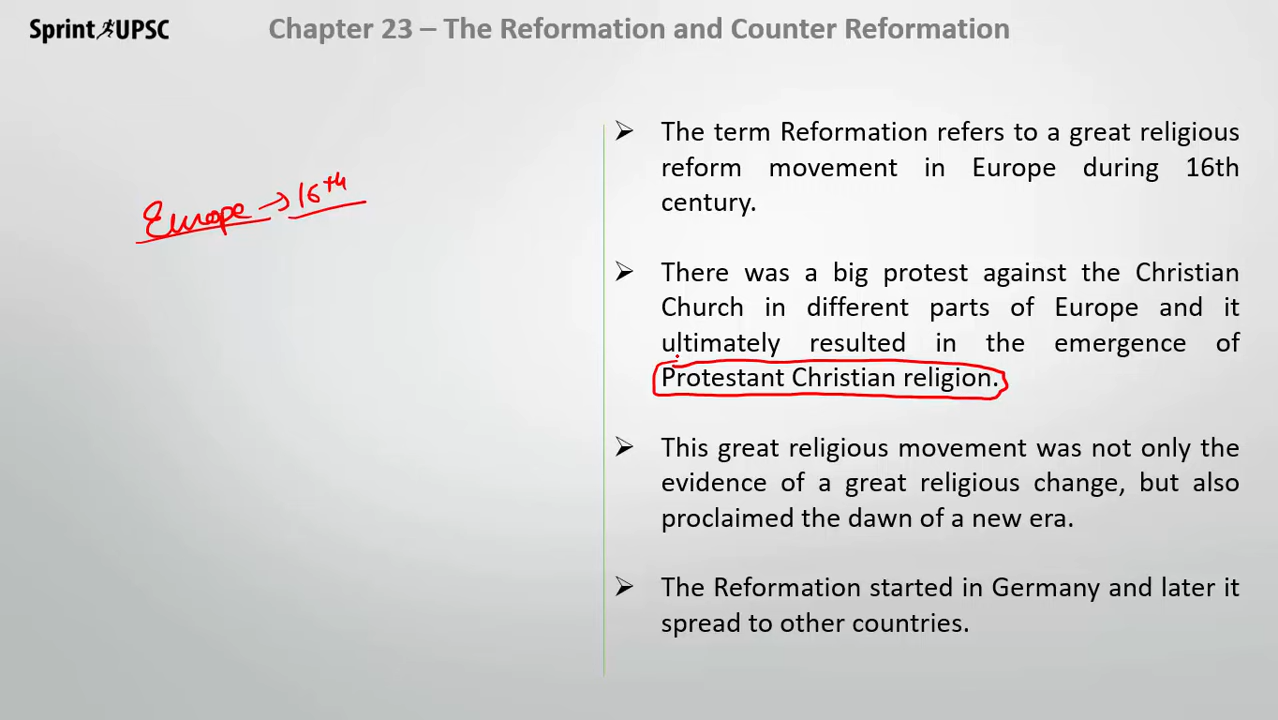 Sprint UPSC
Chapter 23 – The Reformation and Counter Reformation
Europe → 16th
➢ The term Reformation refers to a great religious
reform movement in Europe during 16th
century.
➢ There was a big protest against the Christian
Church in different parts of Europe and it
ultimately resulted in the emergence of
Protestant Christian religion.
➢ This great religious movement was not only the
evidence of a great religious change, but also
proclaimed the dawn of a new era.
➢ The Reformation started in Germany and later it
spread to other countries.